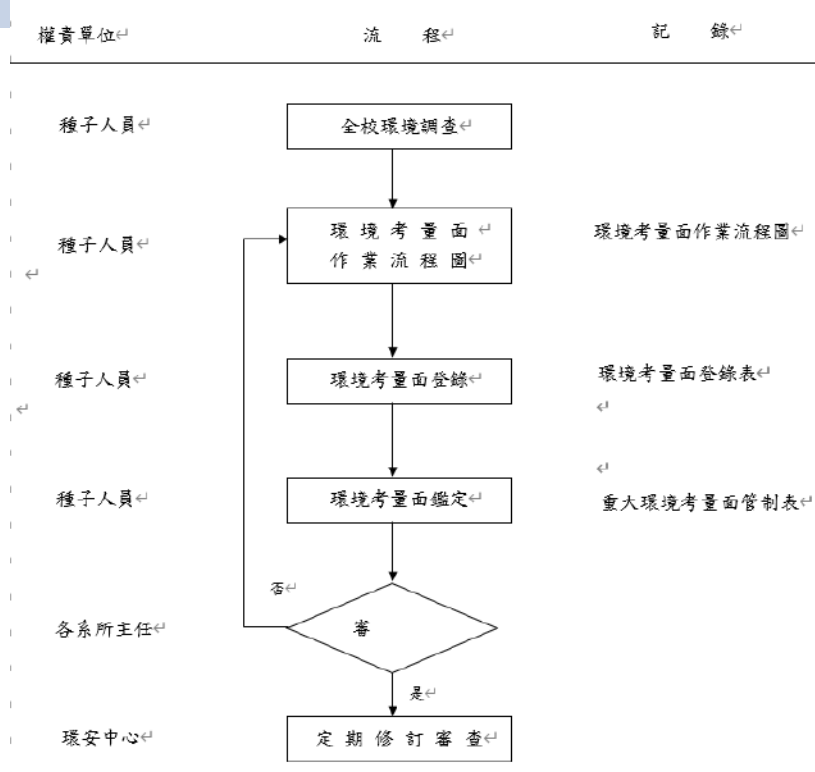 權責單位 流 程 記 錄
種子人員 全校環境調查
種子人員 環境考量面 環境考量面作業流程圖
作業流程圖
種子人員 環境考量面登錄 環境考量面登錄表
種子人員 環境考量面鑑定 重大環境考量面管制表
否
各系所主任 審
是
環安中心 定期修訂審查